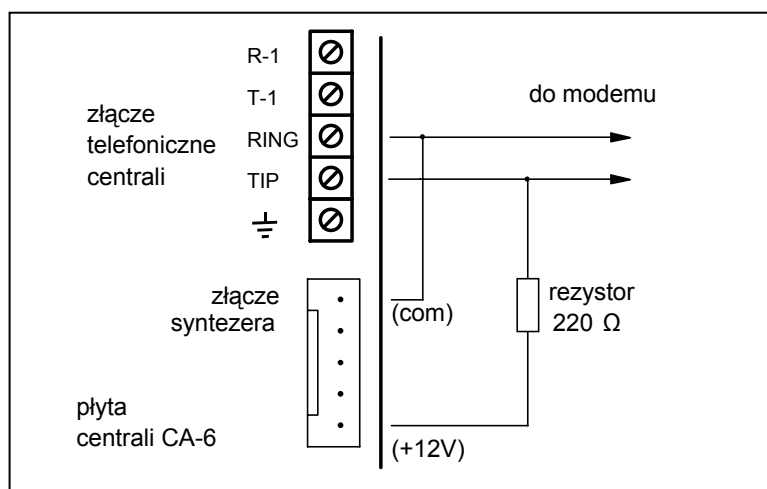 R-1
T-1
RING
TIP
złącze
telefoniczne
centrali
do modemu
złącze
syntezera
(com)
rezystor
220 Ω
płyta
centrali CA-6
(+12V)